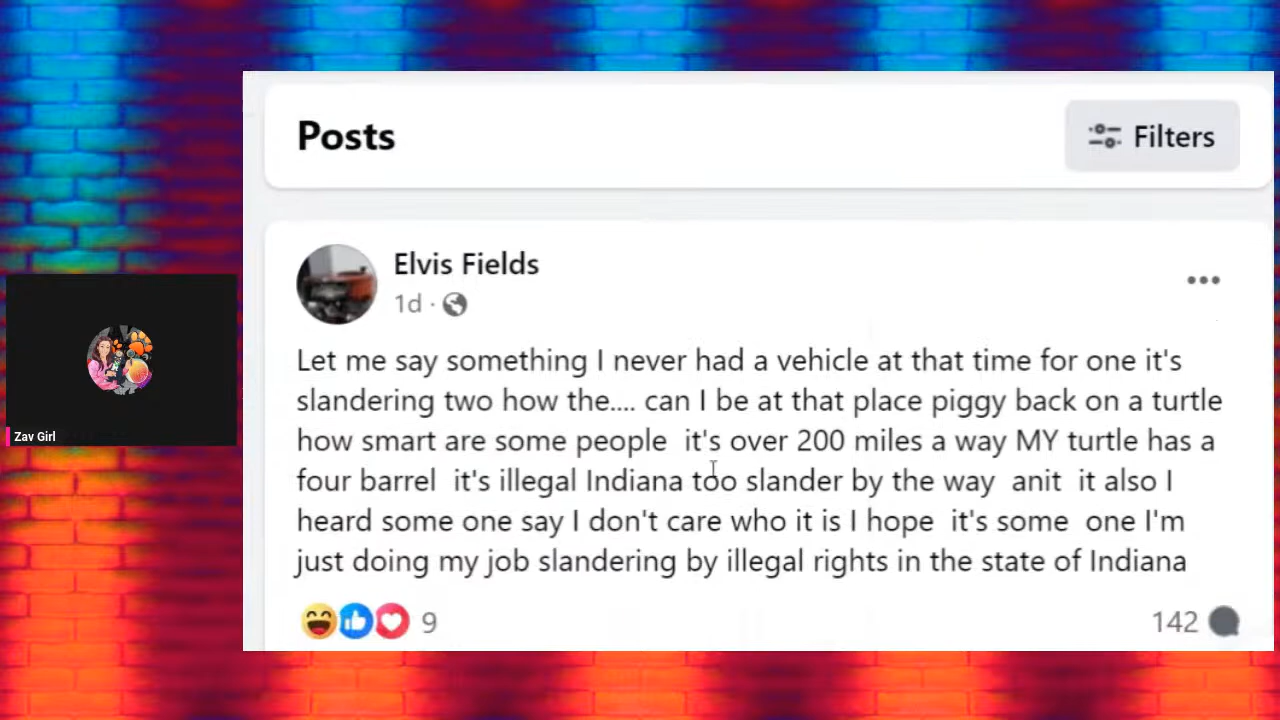 Posts
Filters
Elvis Fields
1d ·
Let me say something I never had a vehicle at that time for one it's
slandering two how the.... can I be at that place piggy back on a turtle
how smart are some people it's over 200 miles a way MY turtle has a
four barrel it's illegal Indiana too slander by the way anit it also I
heard some one say I don't care who it is I hope it's some one I'm
just doing my job slandering by illegal rights in the state of Indiana
9
142
Zav Girl